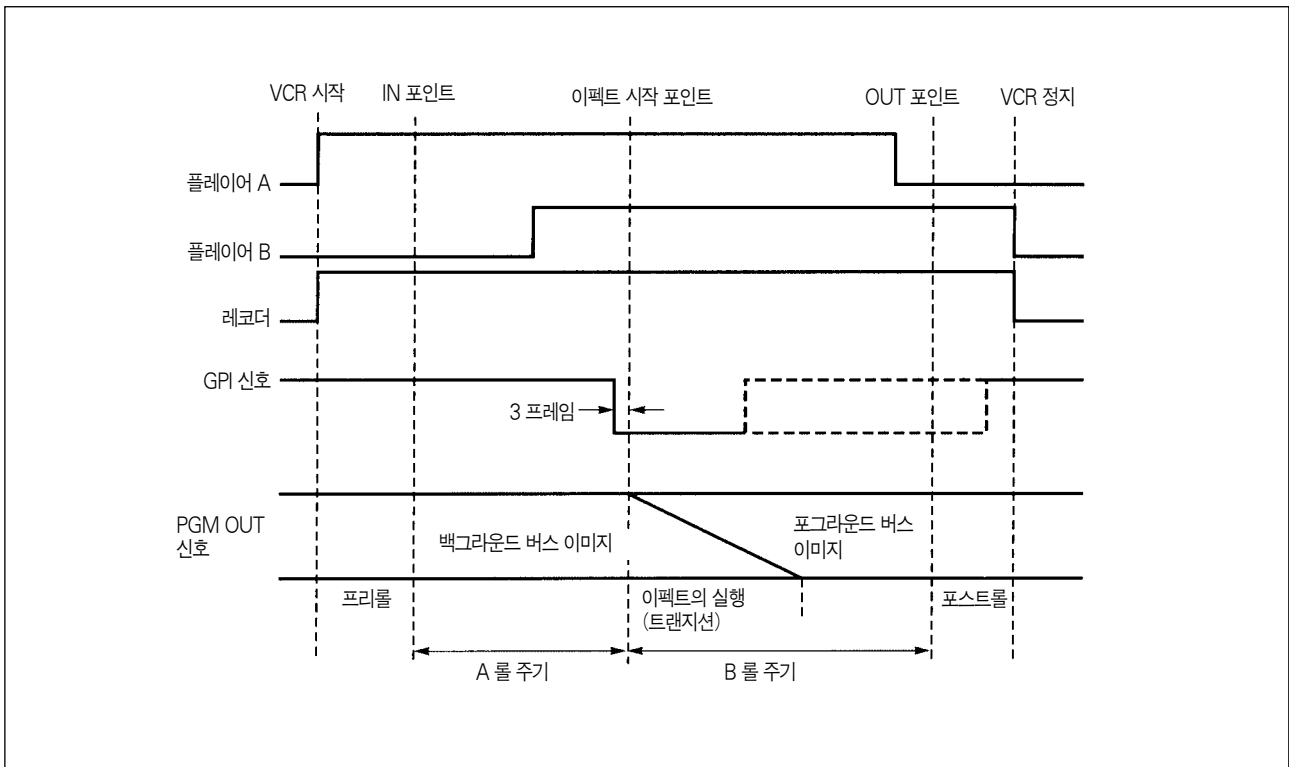 VCR 시작
IN 포인트
이펙트 시작 포인트
OUT 포인트
VCR 정지
플레이어 A
플레이어 B
레코더
GPI 신호
3 프레임
PGM OUT
신호
백그라운드 버스 이미지
포그라운드 버스
이미지
프리롤
이펙트의 실행
(트랜지션)
포스트롤
A 롤 주기
B 롤 주기